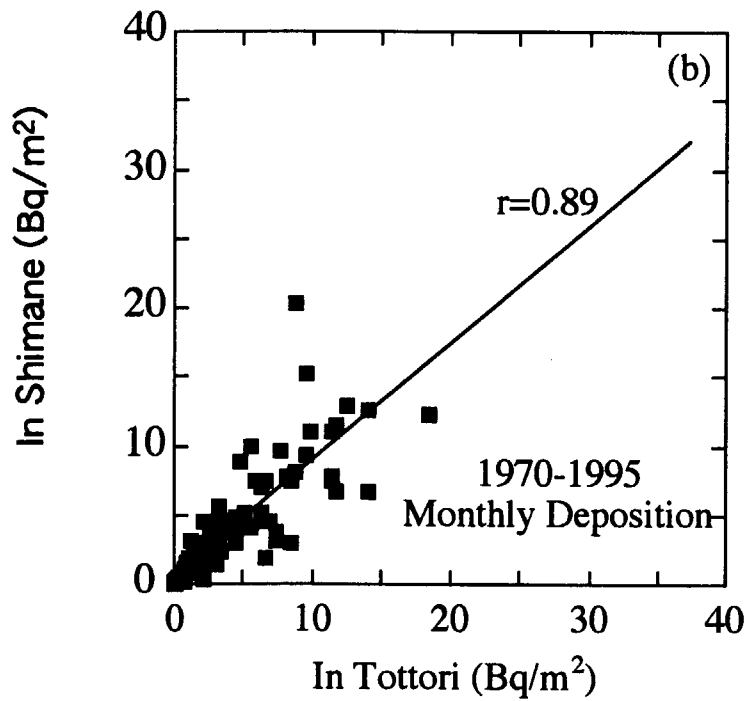 40
(b)
30
r=0.89
20
10
1970-1995
Monthly Deposition
0
0 10 20 30 40
In Shimane (Bq/m²)
In Tottori (Bq/m²)